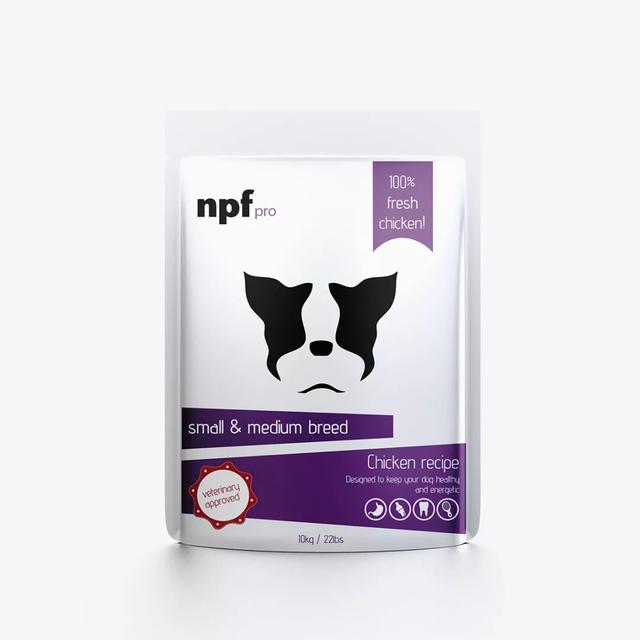 npf pro
100%
fresh
chicken!
small & medium breed
Chicken recipe
Designed to keep your dog healthy
and energetic
veterinary
approved
10kg / 22lbs